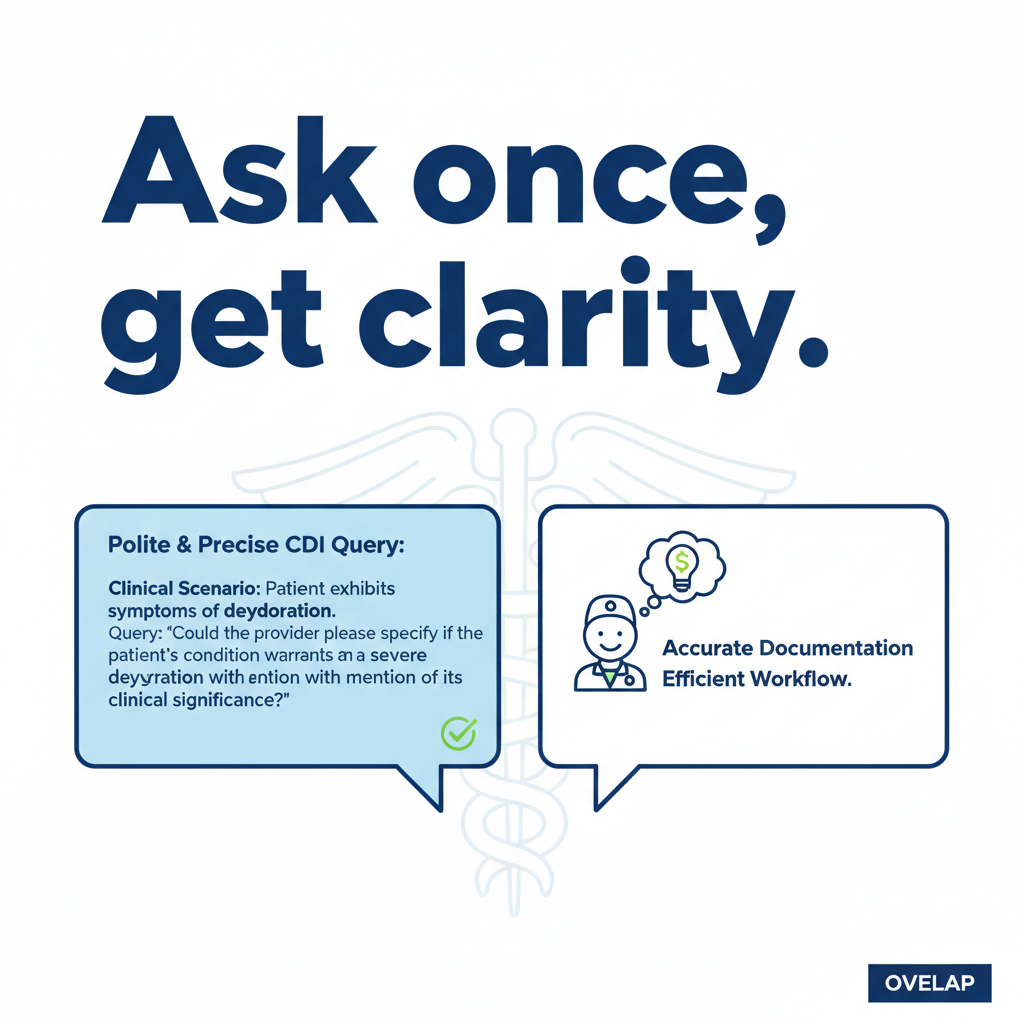 Ask once,
get clarity.
Polite & Precise CDI Query:
Clinical Scenario: Patient exhibits
symptoms of deydoration.
Query: "Could the provider please specify if the
patient's condition warrants an a severe
with ention with mention of its
clinical significance?"
$
Accurate Documentation
Efficient Workflow.
OVELAP